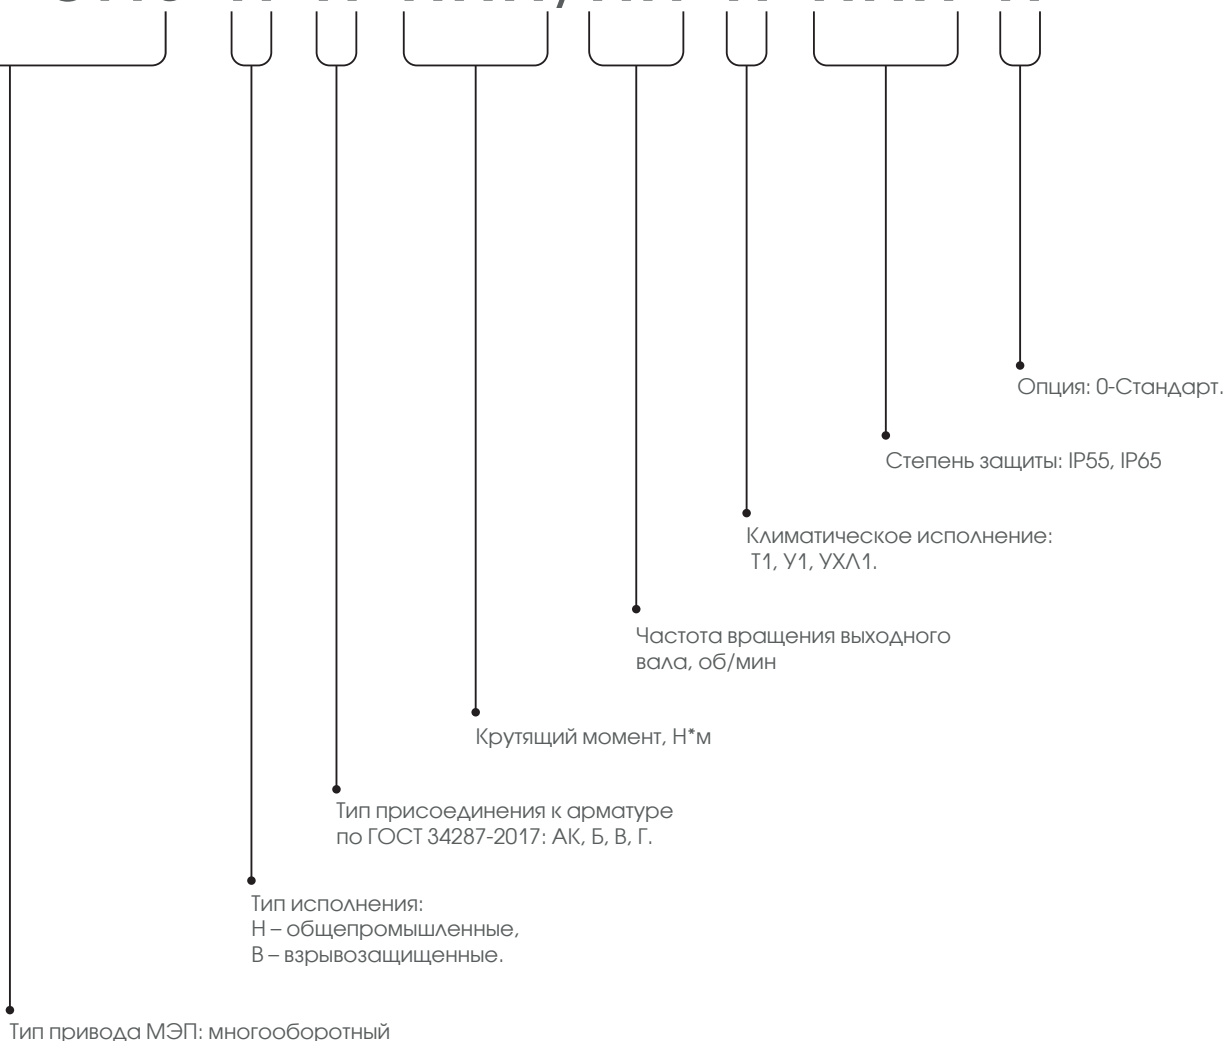 Опция: 0-Стандарт.
Степень защиты: IP55, IP65
Климатическое исполнение:
Т1, У1, УХЛ1.
Частота вращения выходного
вала, об/мин
Крутящий момент, Н*м
Тип присоединения к арматуре
по ГОСТ 34287-2017: АК, Б, В, Г.
Тип исполнения:
Н – общепромышленные,
В – взрывозащищенные.
Тип привода МЭП: многооборотный